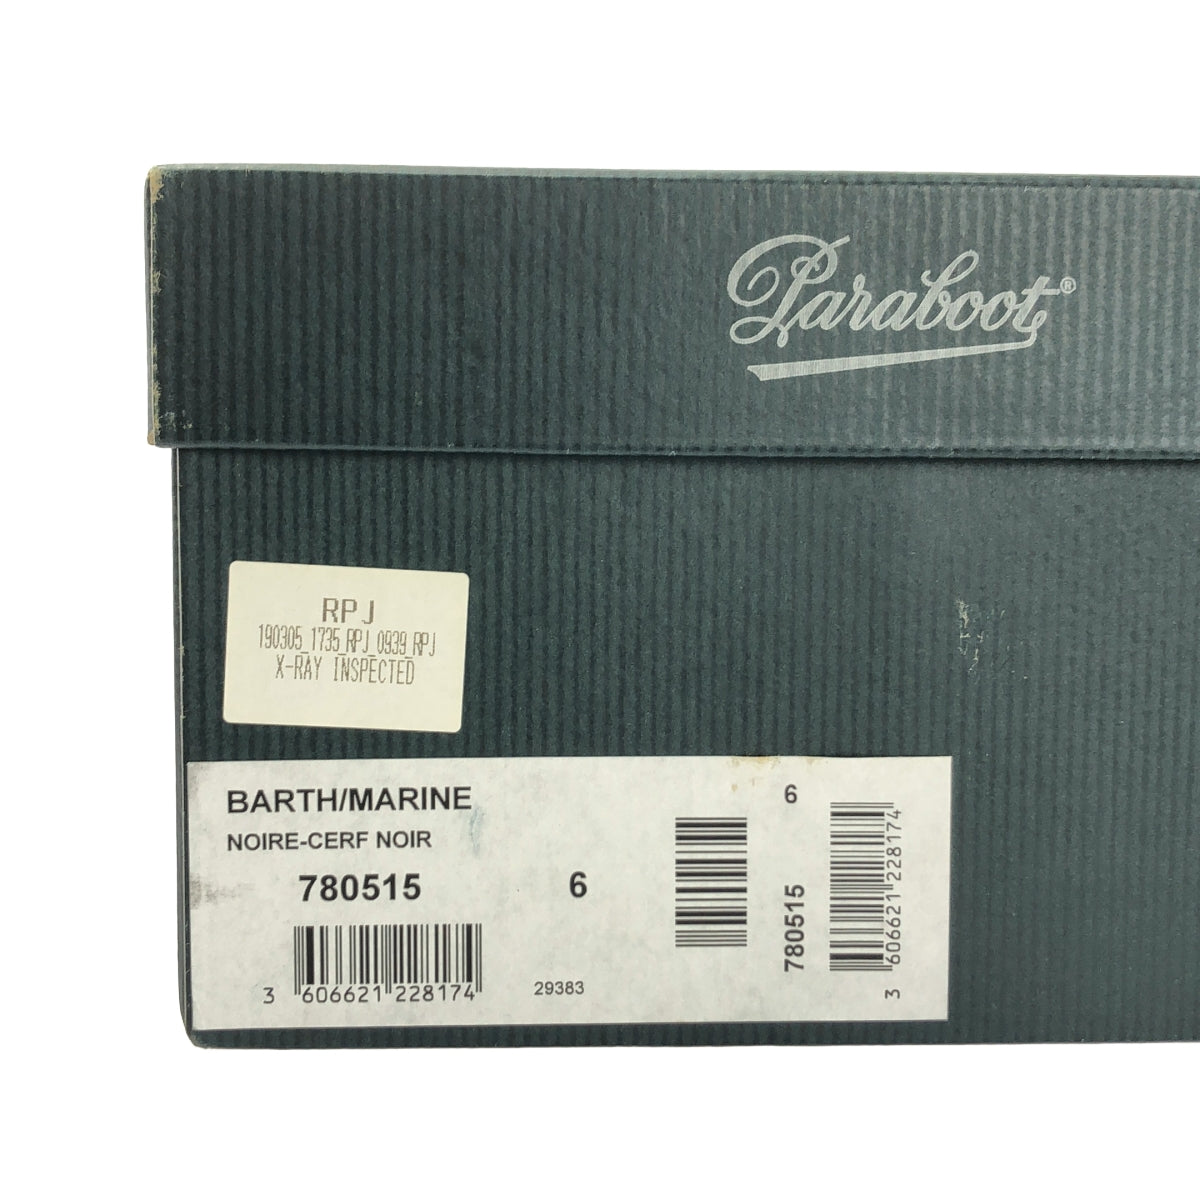 Paraboot®
RPJ
190305_1735_RPJ_0939_RPJ
X-RAY INSPECTED
BARTH/MARINE
NOIRE-CERF NOIR
780515 6
3 606621 228174
29383
6
780515
3 606621 228174